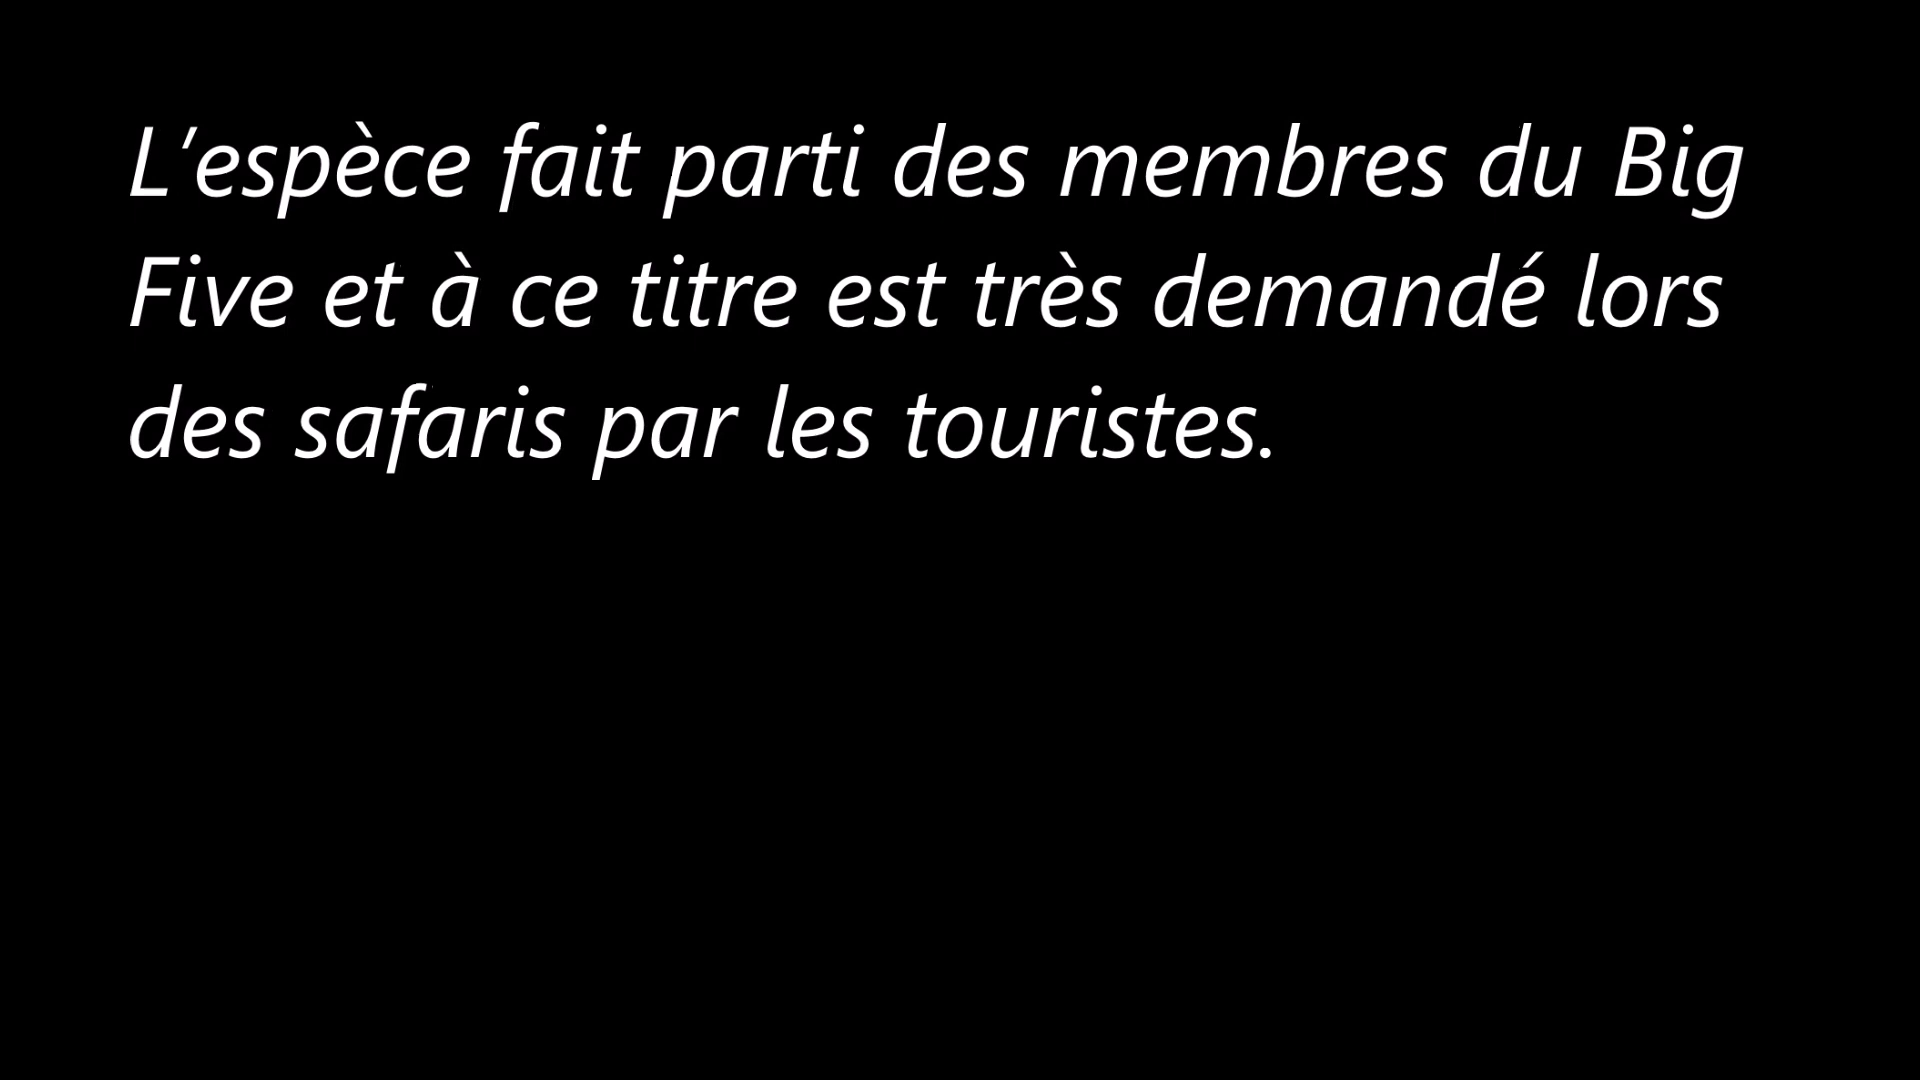 L'espèce fait parti des membres du Big
Five et à ce titre est très demandé lors
des safaris par les touristes.